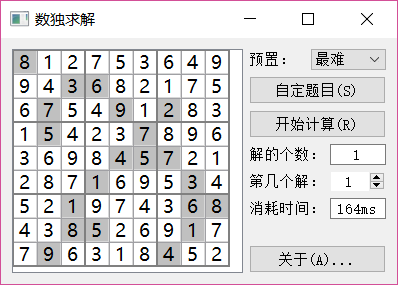 数独求解
8 1 2 7 5 3 6 4 9
9 4 3 6 8 2 1 7 5
6 7 5 4 9 1 2 8 3
1 5 4 2 3 7 8 9 6
3 6 9 8 4 5 7 2 1
2 8 7 1 6 9 5 3 4
5 2 1 9 7 4 3 6 8
4 3 8 5 2 6 9 1 7
7 9 6 3 1 8 4 5 2
预置： 最难
自定题目(S)
开始计算(R)
解的个数： 1
第几个解： 1
消耗时间： 164ms
关于(A)...